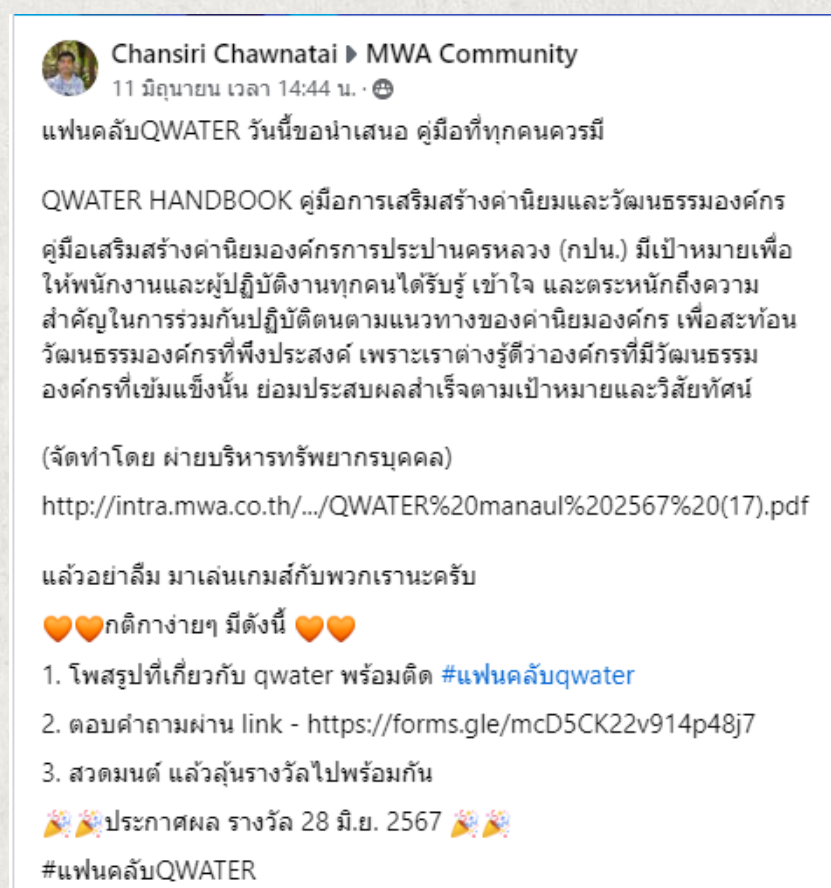 Chansiri Chawnatai ▸ MWA Community
11 มิถุนายน เวลา 14:44 น. ·
แฟนคลับQWATER วันนี้ขอนำเสนอ คู่มือที่ทุกคนควรมี
QWATER HANDBOOK คู่มือการเสริมสร้างค่านิยมและวัฒนธรรมองค์กร
คู่มือเสริมสร้างค่านิยมองค์กรการประปานครหลวง (กปน.) มีเป้าหมายเพื่อ
ให้พนักงานและผู้ปฏิบัติงานทุกคนได้รับรู้ เข้าใจ และตระหนักถึงความ
สำคัญในการร่วมกันปฏิบัติตนตามแนวทางของค่านิยมองค์กร เพื่อสะท้อน
วัฒนธรรมองค์กรที่พึงประสงค์ เพราะเราต่างรู้ดีว่าองค์กรที่มีวัฒนธรรม
องค์กรที่เข้มแข็งนั้น ย่อมประสบผลสำเร็จตามเป้าหมายและวิสัยทัศน์
(จัดทำโดย ฝ่ายบริหารทรัพยากรบุคคล)
http://intra.mwa.co.th/.../QWATER%20manaul%202567%20(17).pdf
แล้วอย่าลืม มาเล่นเกมส์กับพวกเรานะครับ
🧡🧡กติกาง่ายๆ มีดังนี้ 🧡🧡
1. โพสรูปที่เกี่ยวกับ qwater พร้อมติด #แฟนคลับqwater
2. ตอบคำถามผ่าน link - https://forms.gle/mcD5CK22v914p48j7
3. สวดมนต์ แล้วลุ้นรางวัลไปพร้อมกัน
🎉🎉ประกาศผล รางวัล 28 มิ.ย. 2567 🎉🎉
#แฟนคลับQWATER